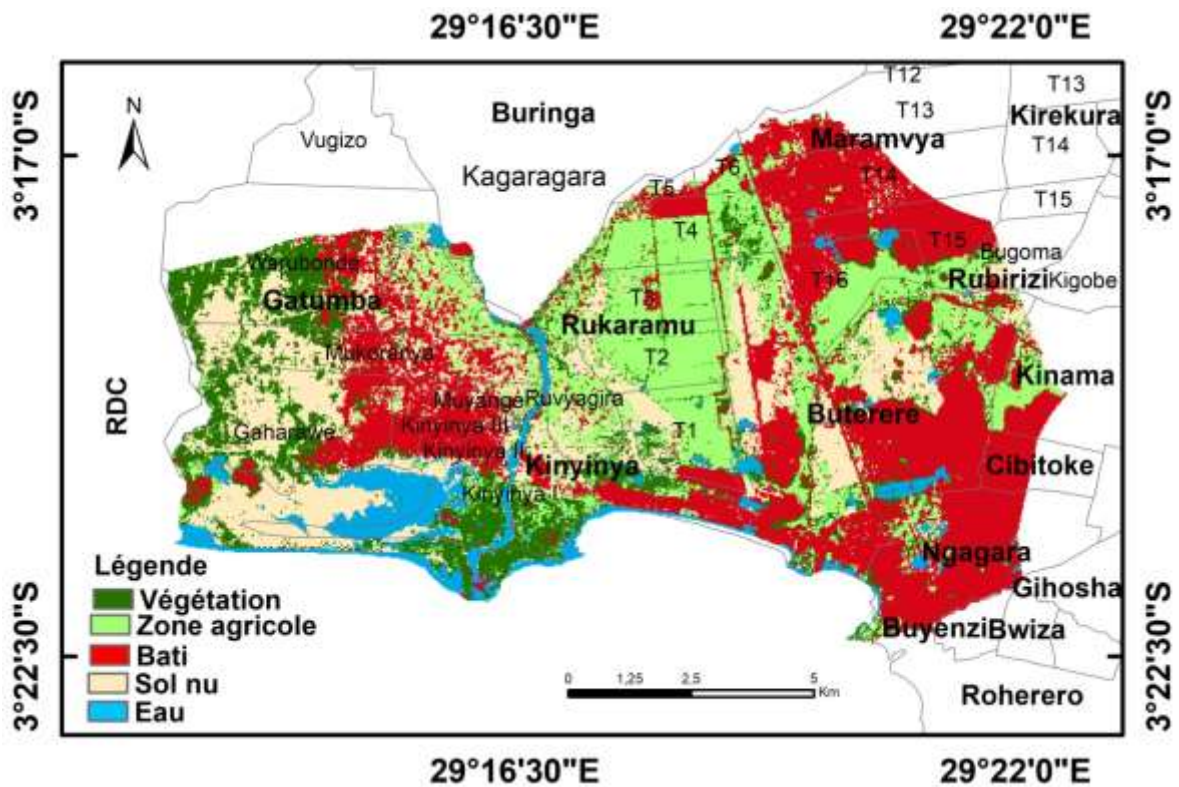 29°16'30"E
29°22'0"E
3°17'0"S
3°17'0"S
N
T12
T13
T13
Buringa
Kirekura
Vugizo
Maramvya
T14
Kagaragara
T6
T14
T5
T15
T4
T15
Bugoma
Warubondo
T16
Rubirizi
Kigobe
Gatumba
T3
Rukaramu
Mukoranya
T2
Kinama
RDC
Muyange
Ruvyagira
Buterere
Gaharawe
Kinyinya III
T1
Kinyinya II
Kinyinya
Cibitoke
Kinyinya I
Ngagara
Légende
Gihosha
Végétation
Zone agricole
Buyenzi
Bwiza
Bati
Sol nu
Eau
0 1,25 2,5 5
Km
Roherero
3°22'30"S
3°22'30"S
29°16'30"E
29°22'0"E